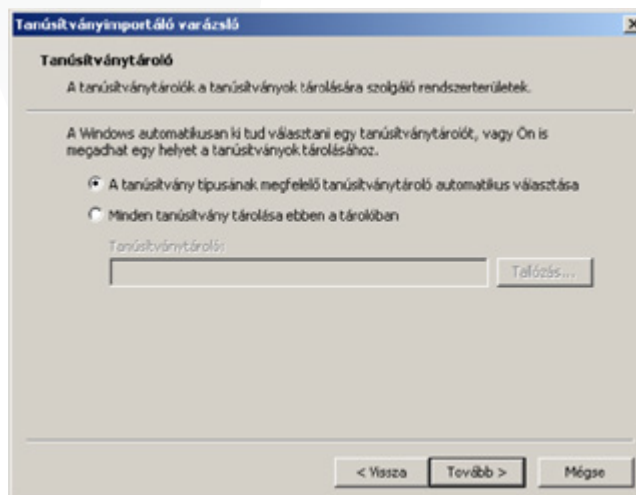 Tanúsítványimportáló varázsló
Tanúsítványtároló
A tanúsítványtárolók a tanúsítványok tárolására szolgáló rendszerterületek.
A Windows automatikusan ki tud választani egy tanúsítványtárolót, vagy Ön is
megadhat egy helyet a tanúsítványok tárolásához.
A tanúsítvány típusának megfelelő tanúsítványtároló automatikus választása
Minden tanúsítvány tárolása ebben a tárolóban
Tanúsítványtároló:
Tallózás...
< Vissza
Tovább >
Mégse